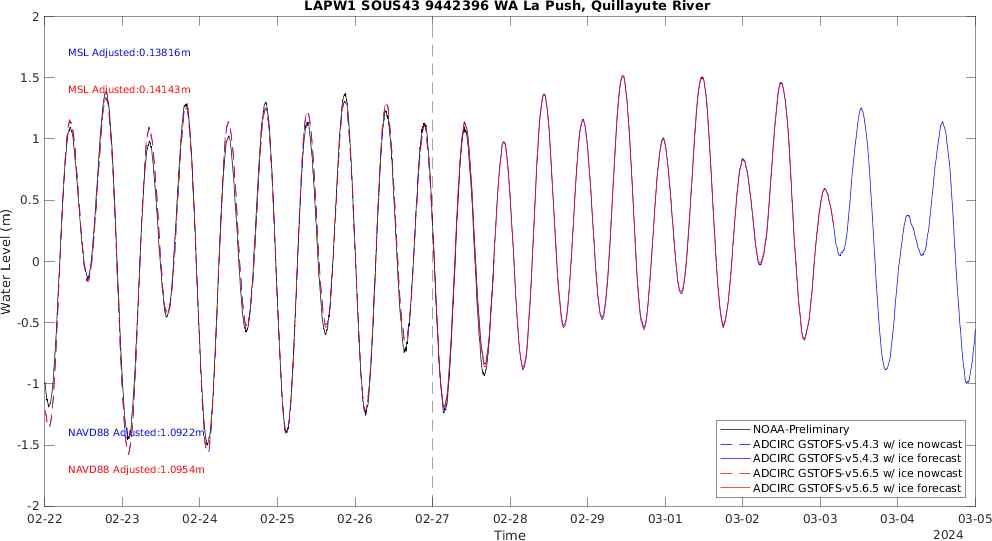 LAPW1 SOUS43 9442396 WA La Push, Quillayute River
2
1.5
1
0.5
0
-0.5
-1
-1.5
-2
Water Level (m)
MSL Adjusted:0.13816m
MSL Adjusted:0.14143m
NAVD88 Adjusted:1.0922m
NAVD88 Adjusted:1.0954m
NOAA-Preliminary
ADCIRC GSTOFS-v5.4.3 w/ ice nowcast
ADCIRC GSTOFS-v5.4.3 w/ ice forecast
ADCIRC GSTOFS-v5.6.5 w/ ice nowcast
ADCIRC GSTOFS-v5.6.5 w/ ice forecast
02-22 02-23 02-24 02-25 02-26 02-27 02-28 02-29 03-01 03-02 03-03 03-04 03-05
Time
2024